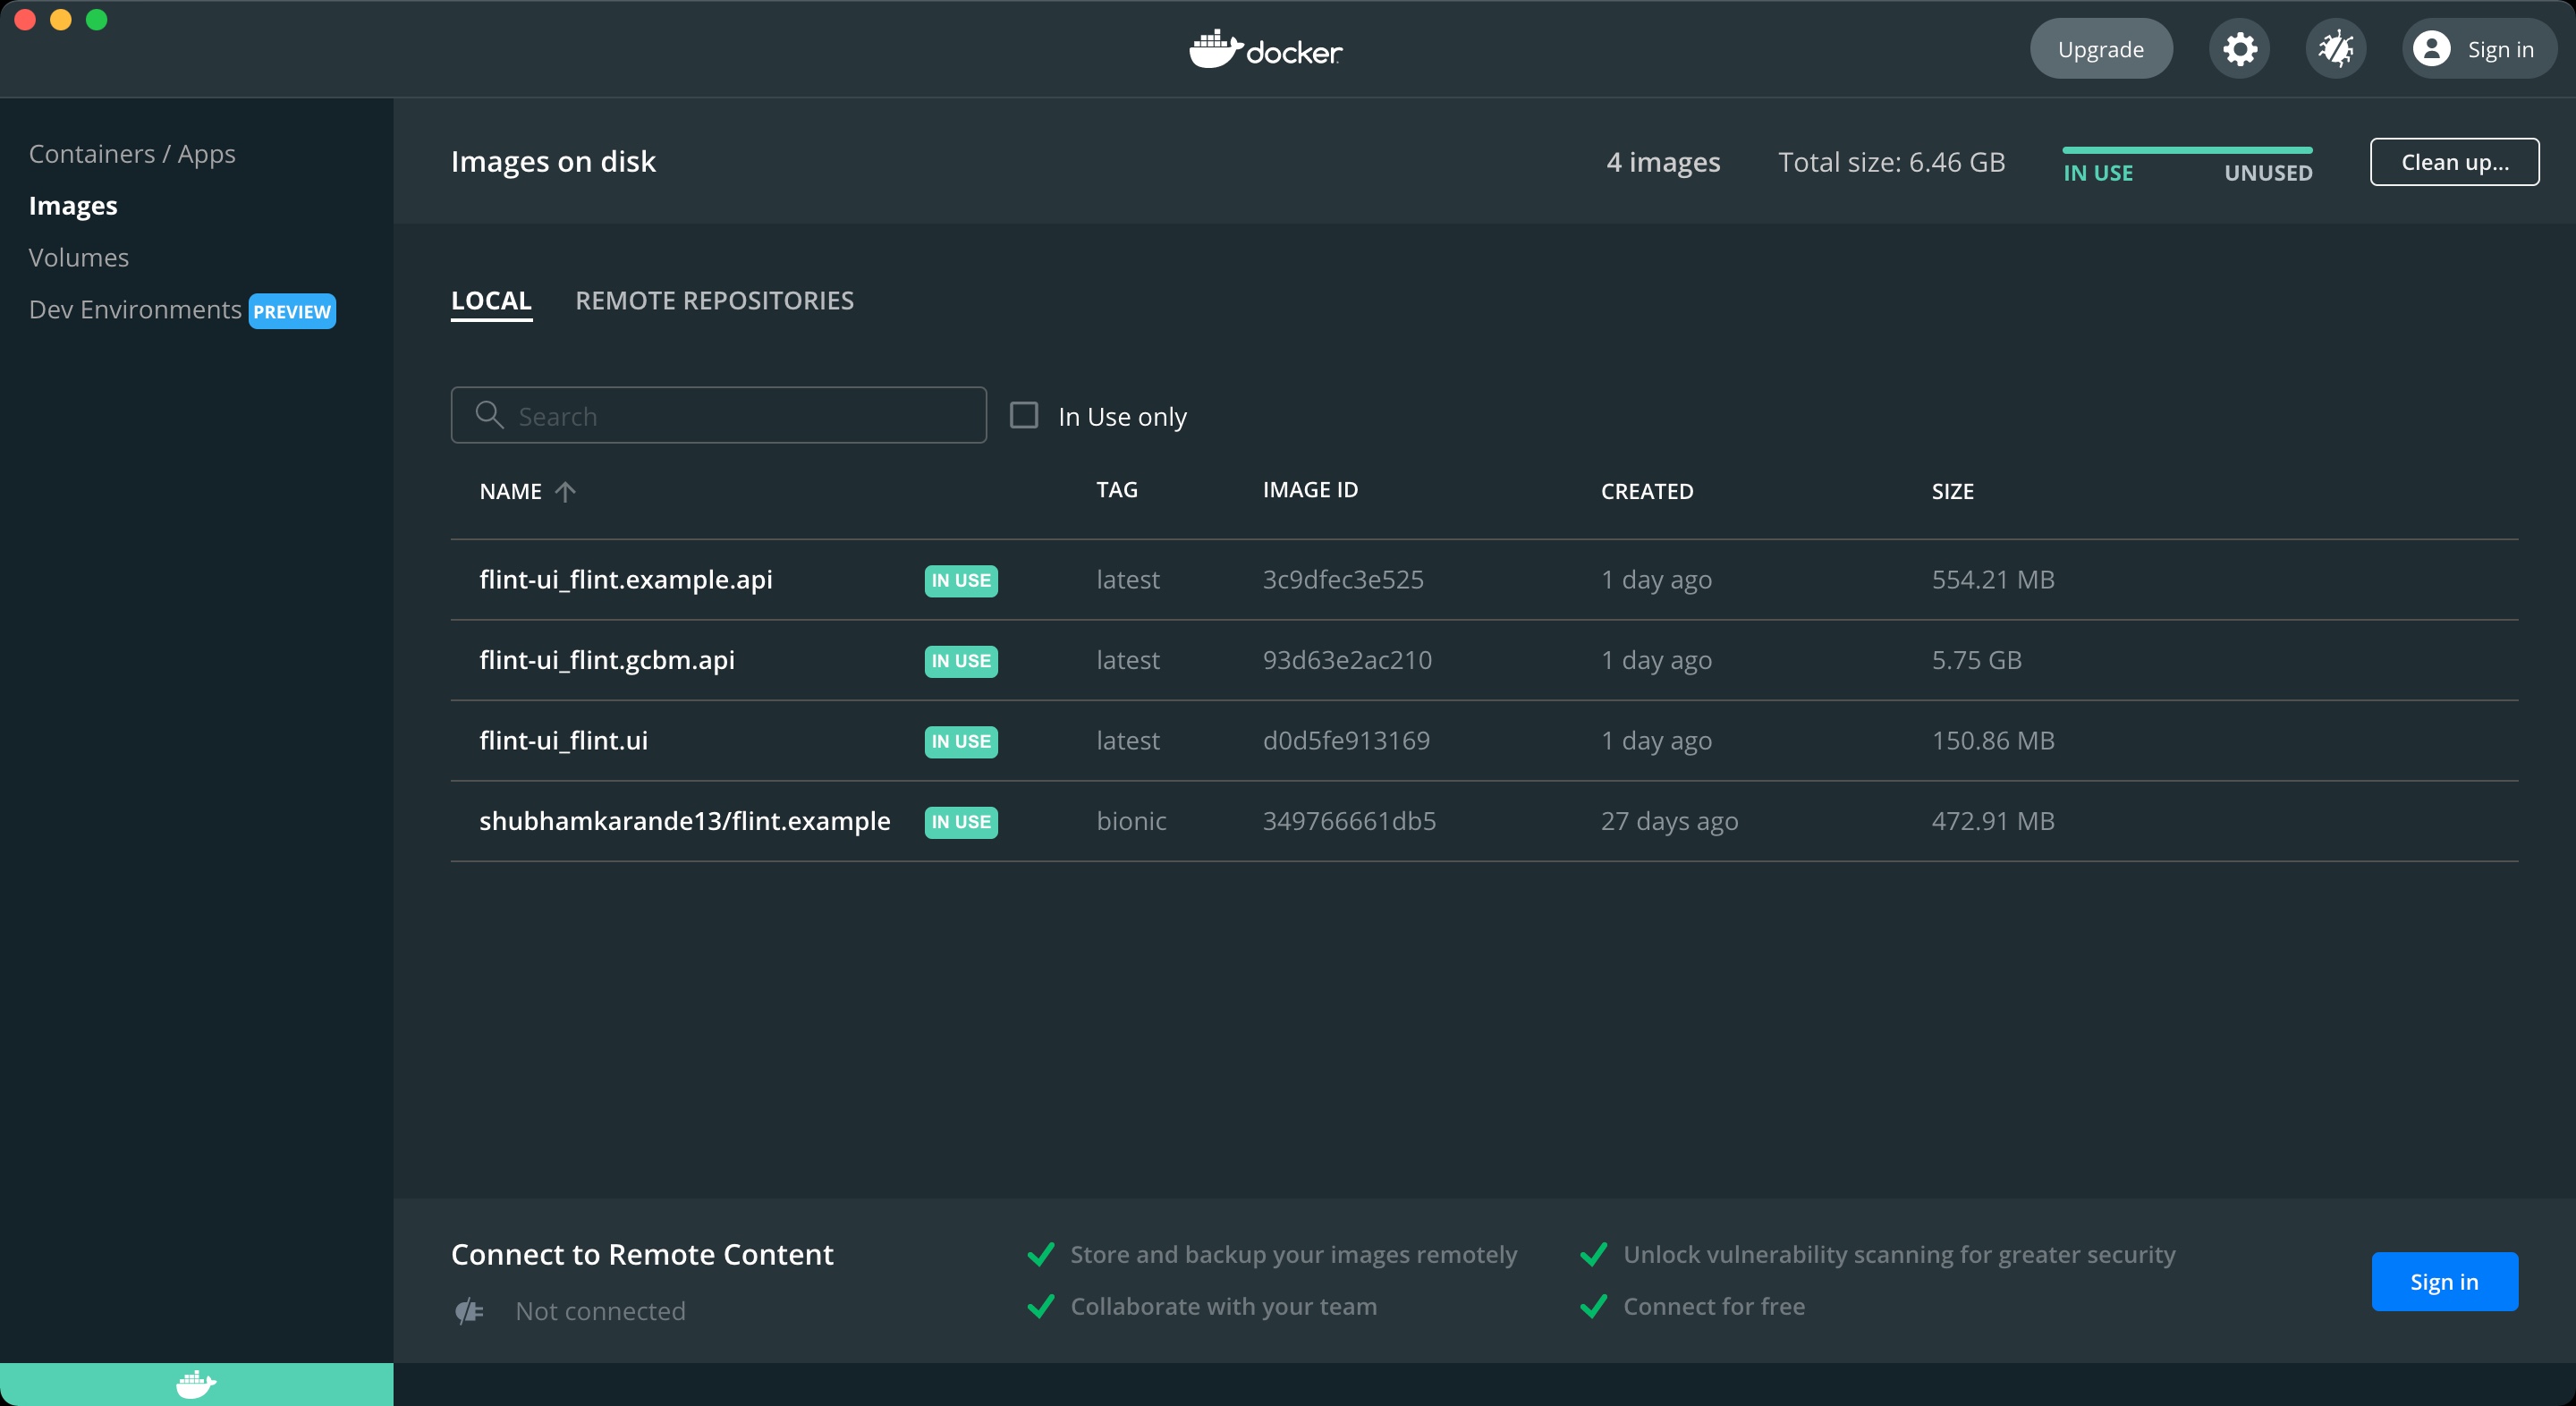 docker
Upgrade
Sign in
Containers / Apps
Images
Volumes
Dev Environments PREVIEW
Images on disk
4 images
Total size: 6.46 GB
IN USE UNUSED
Clean up...
LOCAL REMOTE REPOSITORIES
Search
In Use only
NAME TAG IMAGE ID CREATED SIZE
flint-ui_flint.example.api IN USE latest 3c9dfec3e525 1 day ago 554.21 MB
flint-ui_flint.gcbm.api IN USE latest 93d63e2ac210 1 day ago 5.75 GB
flint-ui_flint.ui IN USE latest d0d5fe913169 1 day ago 150.86 MB
shubhamkarande13/flint.example IN USE bionic 349766661db5 27 days ago 472.91 MB
Connect to Remote Content
Not connected
Store and backup your images remotely
Collaborate with your team
Unlock vulnerability scanning for greater security
Connect for free
Sign in